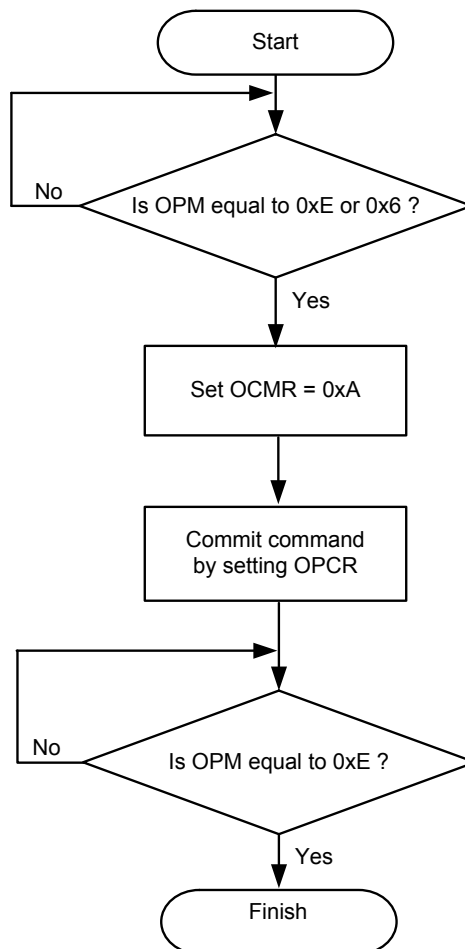 Start
No
Is OPM equal to 0xE or 0x6 ?
Yes
Set OCMR = 0xA
Commit command
by setting OPCR
No
Is OPM equal to 0xE ?
Yes
Finish